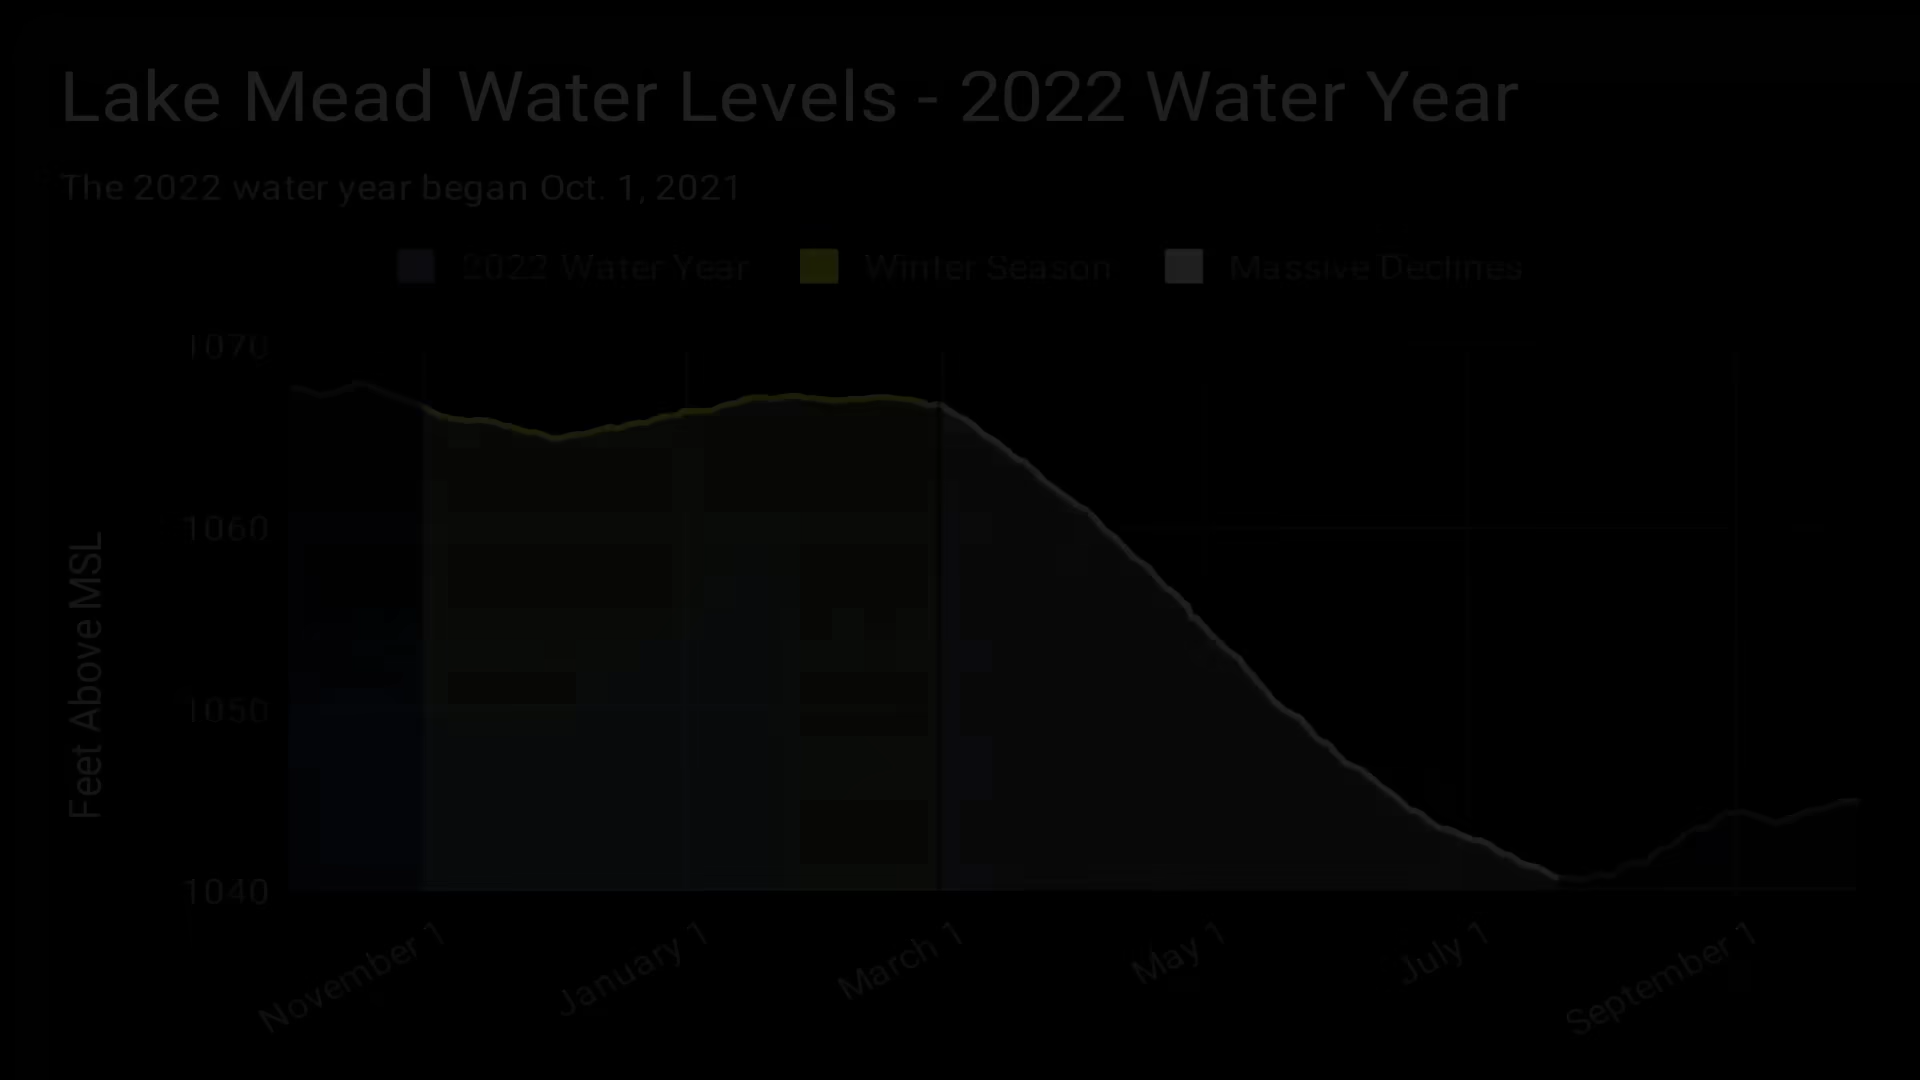 Lake Mead Water Levels - 2022 Water Year
The 2022 water year began Oct. 1, 2021
2022 Water Year Winter Season Massive Declines
1070
1060
1050
1040
Feet Above MSL
November 1 January 1 March 1 May 1 July 1 September 1